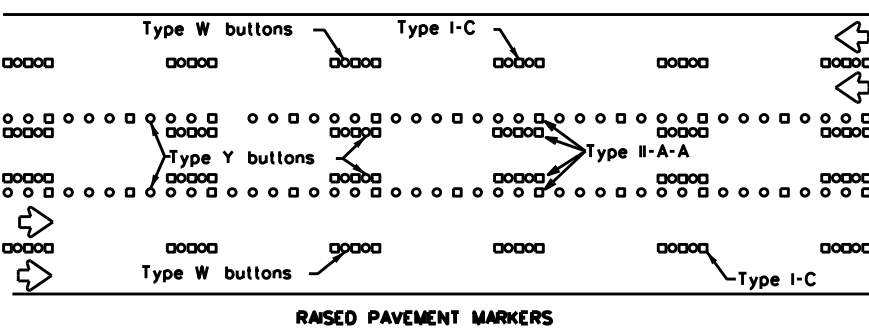 Type W buttons Type I-C
Type Y buttons Type II-A-A
Type W buttons Type I-C
RAISED PAVEMENT MARKERS